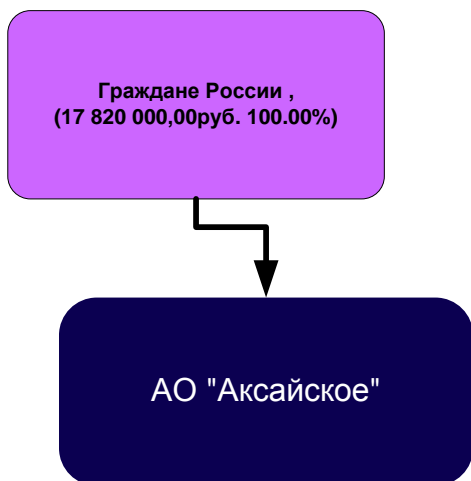 Граждане России ,
(17 820 000,00руб. 100.00%)
АО "Аксайское"